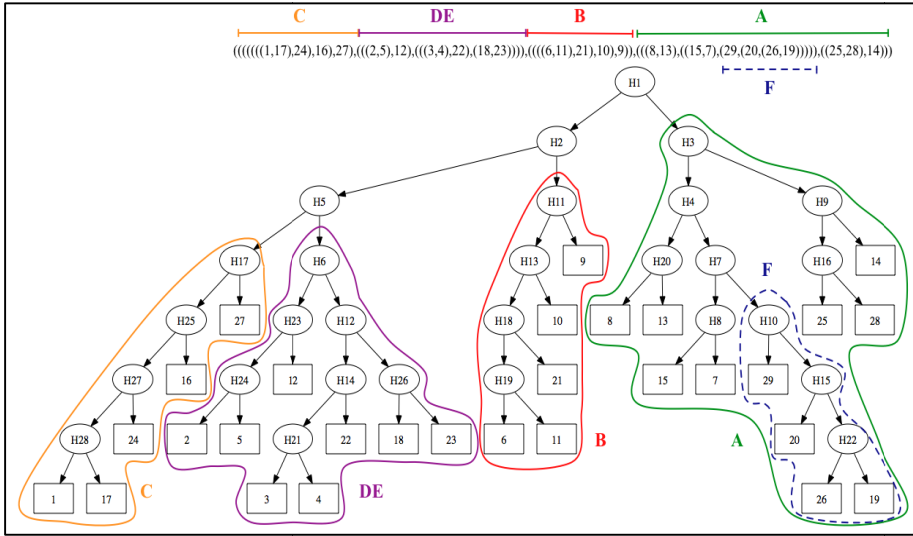 C DE B A
(((((((1,17),24),16),27),(((2,5),12),(((3,4),22),(18,23)))),((((6,11),21),10),9)),(((8,13),((15,7),(29,(20,(26,19))))),((25,28),14)))
F
H1
H2 H3
H5 H11 H4 H9
H17 H6 H13 9 H20 H7 F H16 14
H25 27 H23 H12 H18 10 8 13 H8 H10 25 28
H27 16 H24 12 H14 H26 H19 21 15 7 29 H15
H28 24 2 5 H21 22 18 23 6 11 B A 20 H22
1 17 C 3 4 DE 26 19